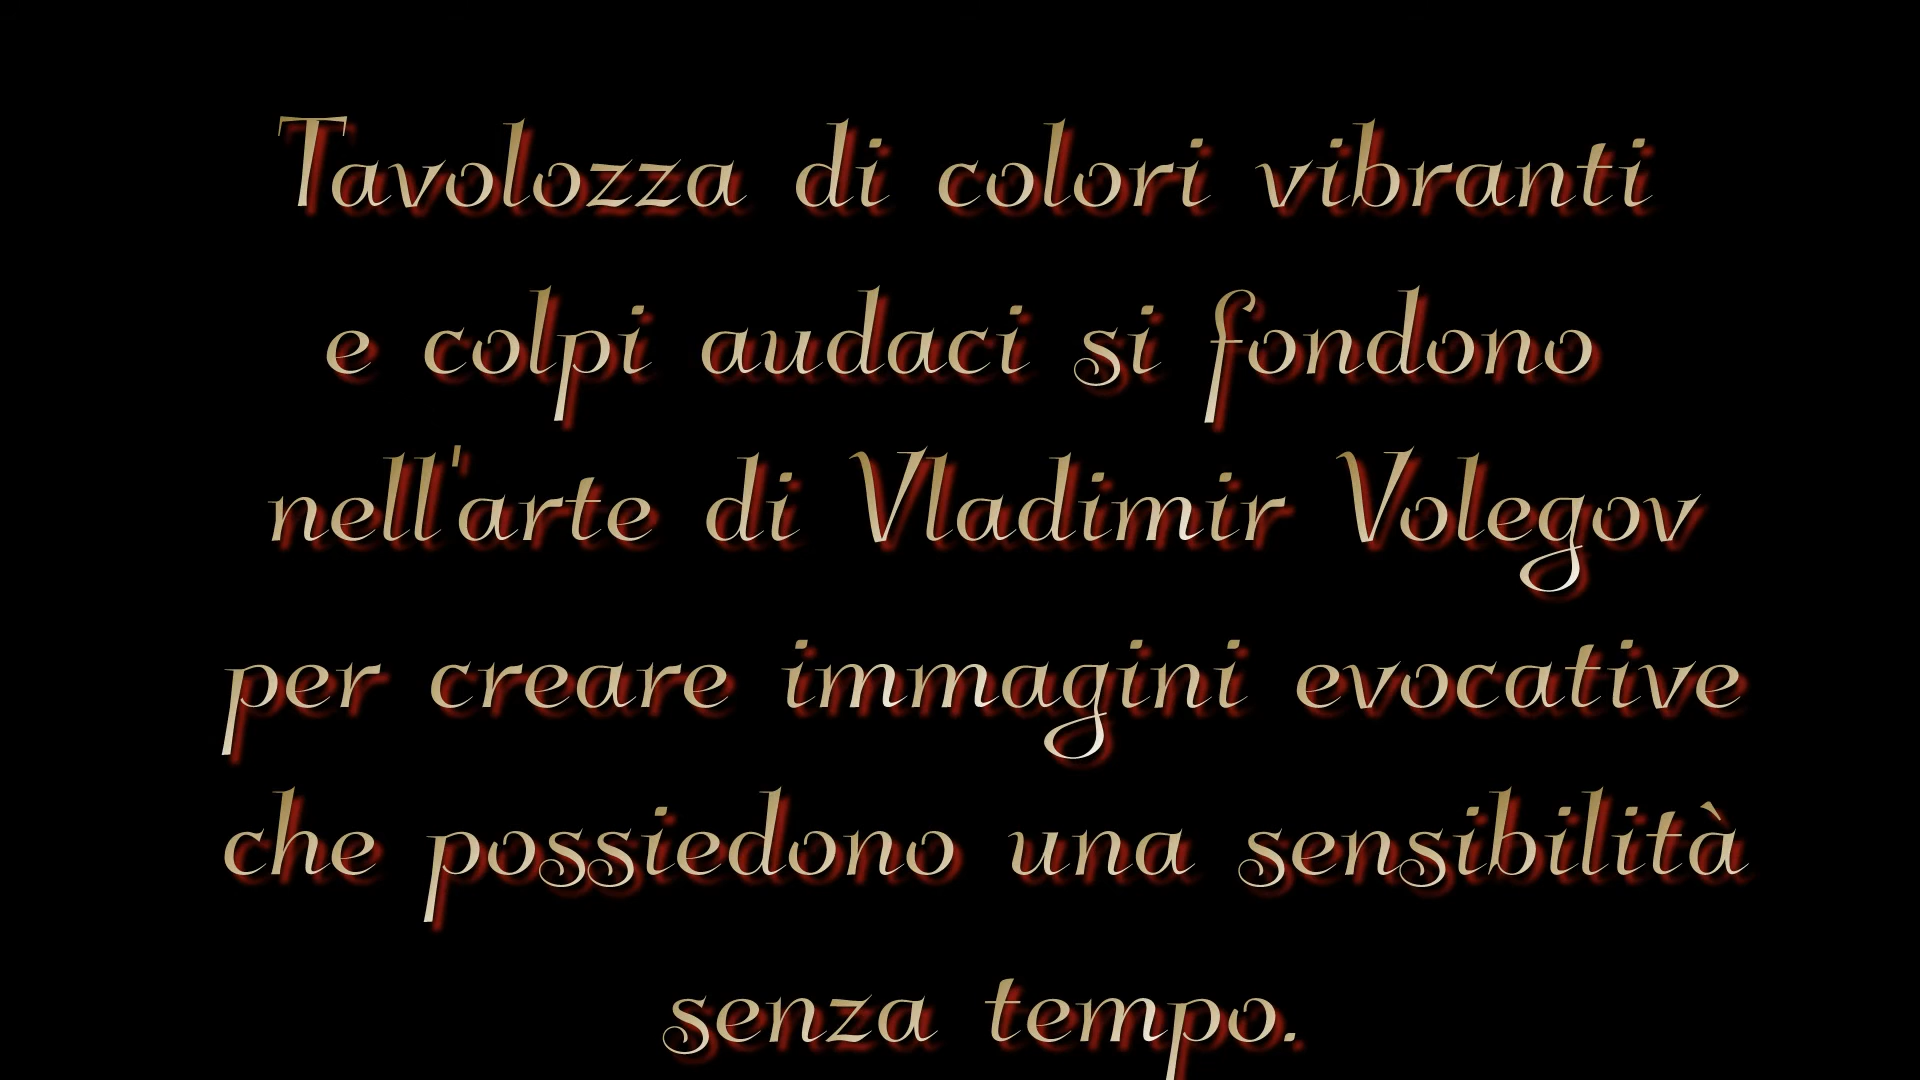 Tavolozza di colori vibranti
e colpi audaci si fondono
nell'arte di Vladimir Volegov
per creare immagini evocative
che possiedono una sensibilità
senza tempo.